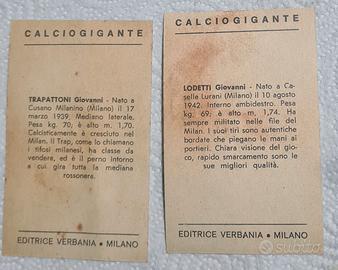 CALCIOGIGANTE
TRAPATTONI Giovanni - Nato a
Cusano Milanino (Milano) il 17
marzo 1939. Mediano laterale.
Pesa kg. 70; è alto m. 1,70.
Calcisticamente è cresciuto nel
Milan. Il Trap, come lo chiamano
i tifosi milanesi, ha classe da
vendere, ed è il perno intorno
a cui gira tutta la mediana
rossonera.
EDITRICE VERBANIA • MILANO
CALCIOGIGANTE
LODETTI Giovanni - Nato a Ca-
selle Lurani (Milano) il 10 agosto
1942. Interno ambidestro. Pesa
kg. 69; è alto m. 1,74. Ha
sempre militato nelle file del
Milan. I suoi tiri sono autentiche
bordate che piegano le mani ai
portieri. Chiara visione del gio-
co, rapido smarcamento sono le
sue migliori qualità.
EDITRICE VERBANIA • MILANO
subito